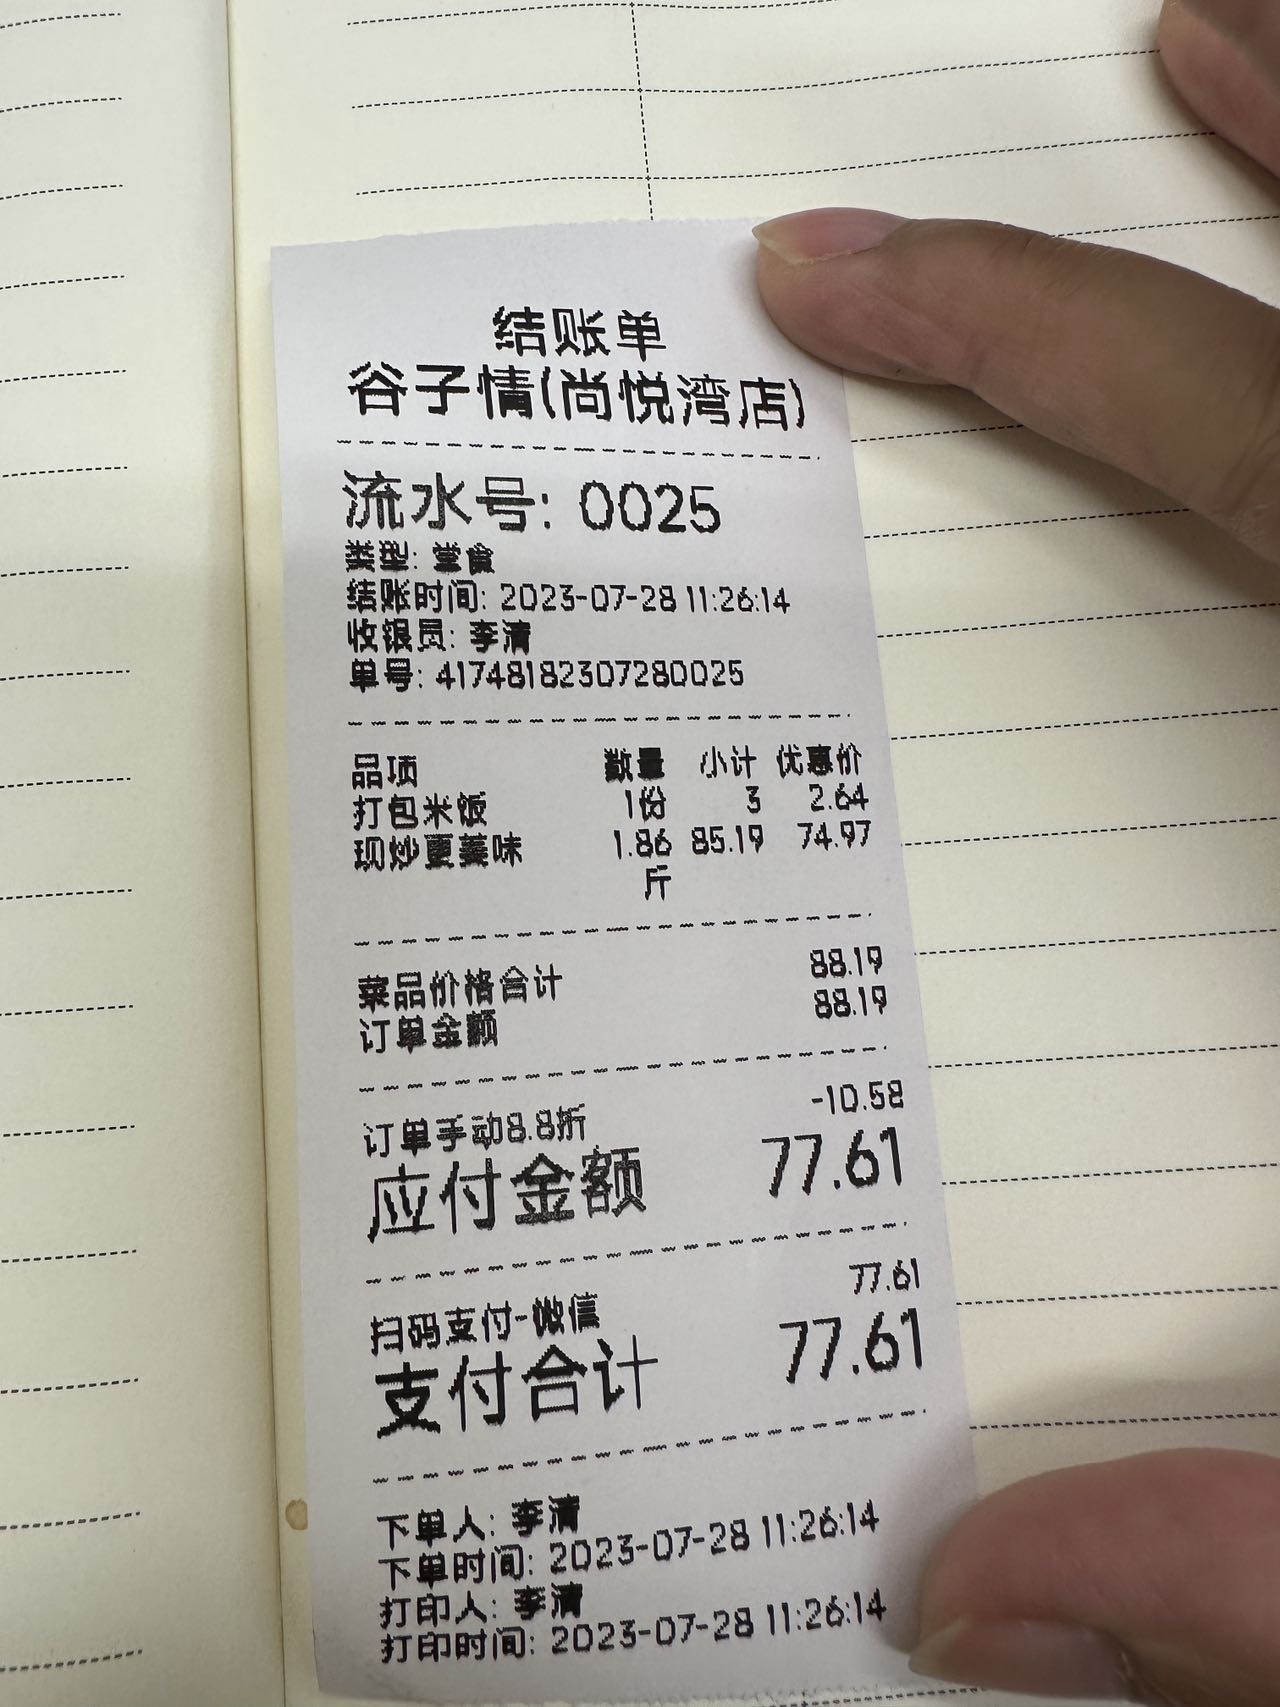 结账单
谷子情(尚悦湾店)
流水号: 0025
类型: 堂食
结账时间: 2023-07-28 11:26:14
收银员: 李清
单号: 41748182307280025
品项 数量 小计 优惠价
打包米饭 1份 3 2.64
现炒夏美味 1.86 85.19 74.97
斤
菜品价格合计 88.19
订单金额 88.19
订单手动8.8折 -10.58
应付金额 77.61
扫码支付-微信 77.61
支付合计 77.61
下单人: 李清
下单时间: 2023-07-28 11:26:14
打印人: 李清
打印时间: 2023-07-28 11:26:14